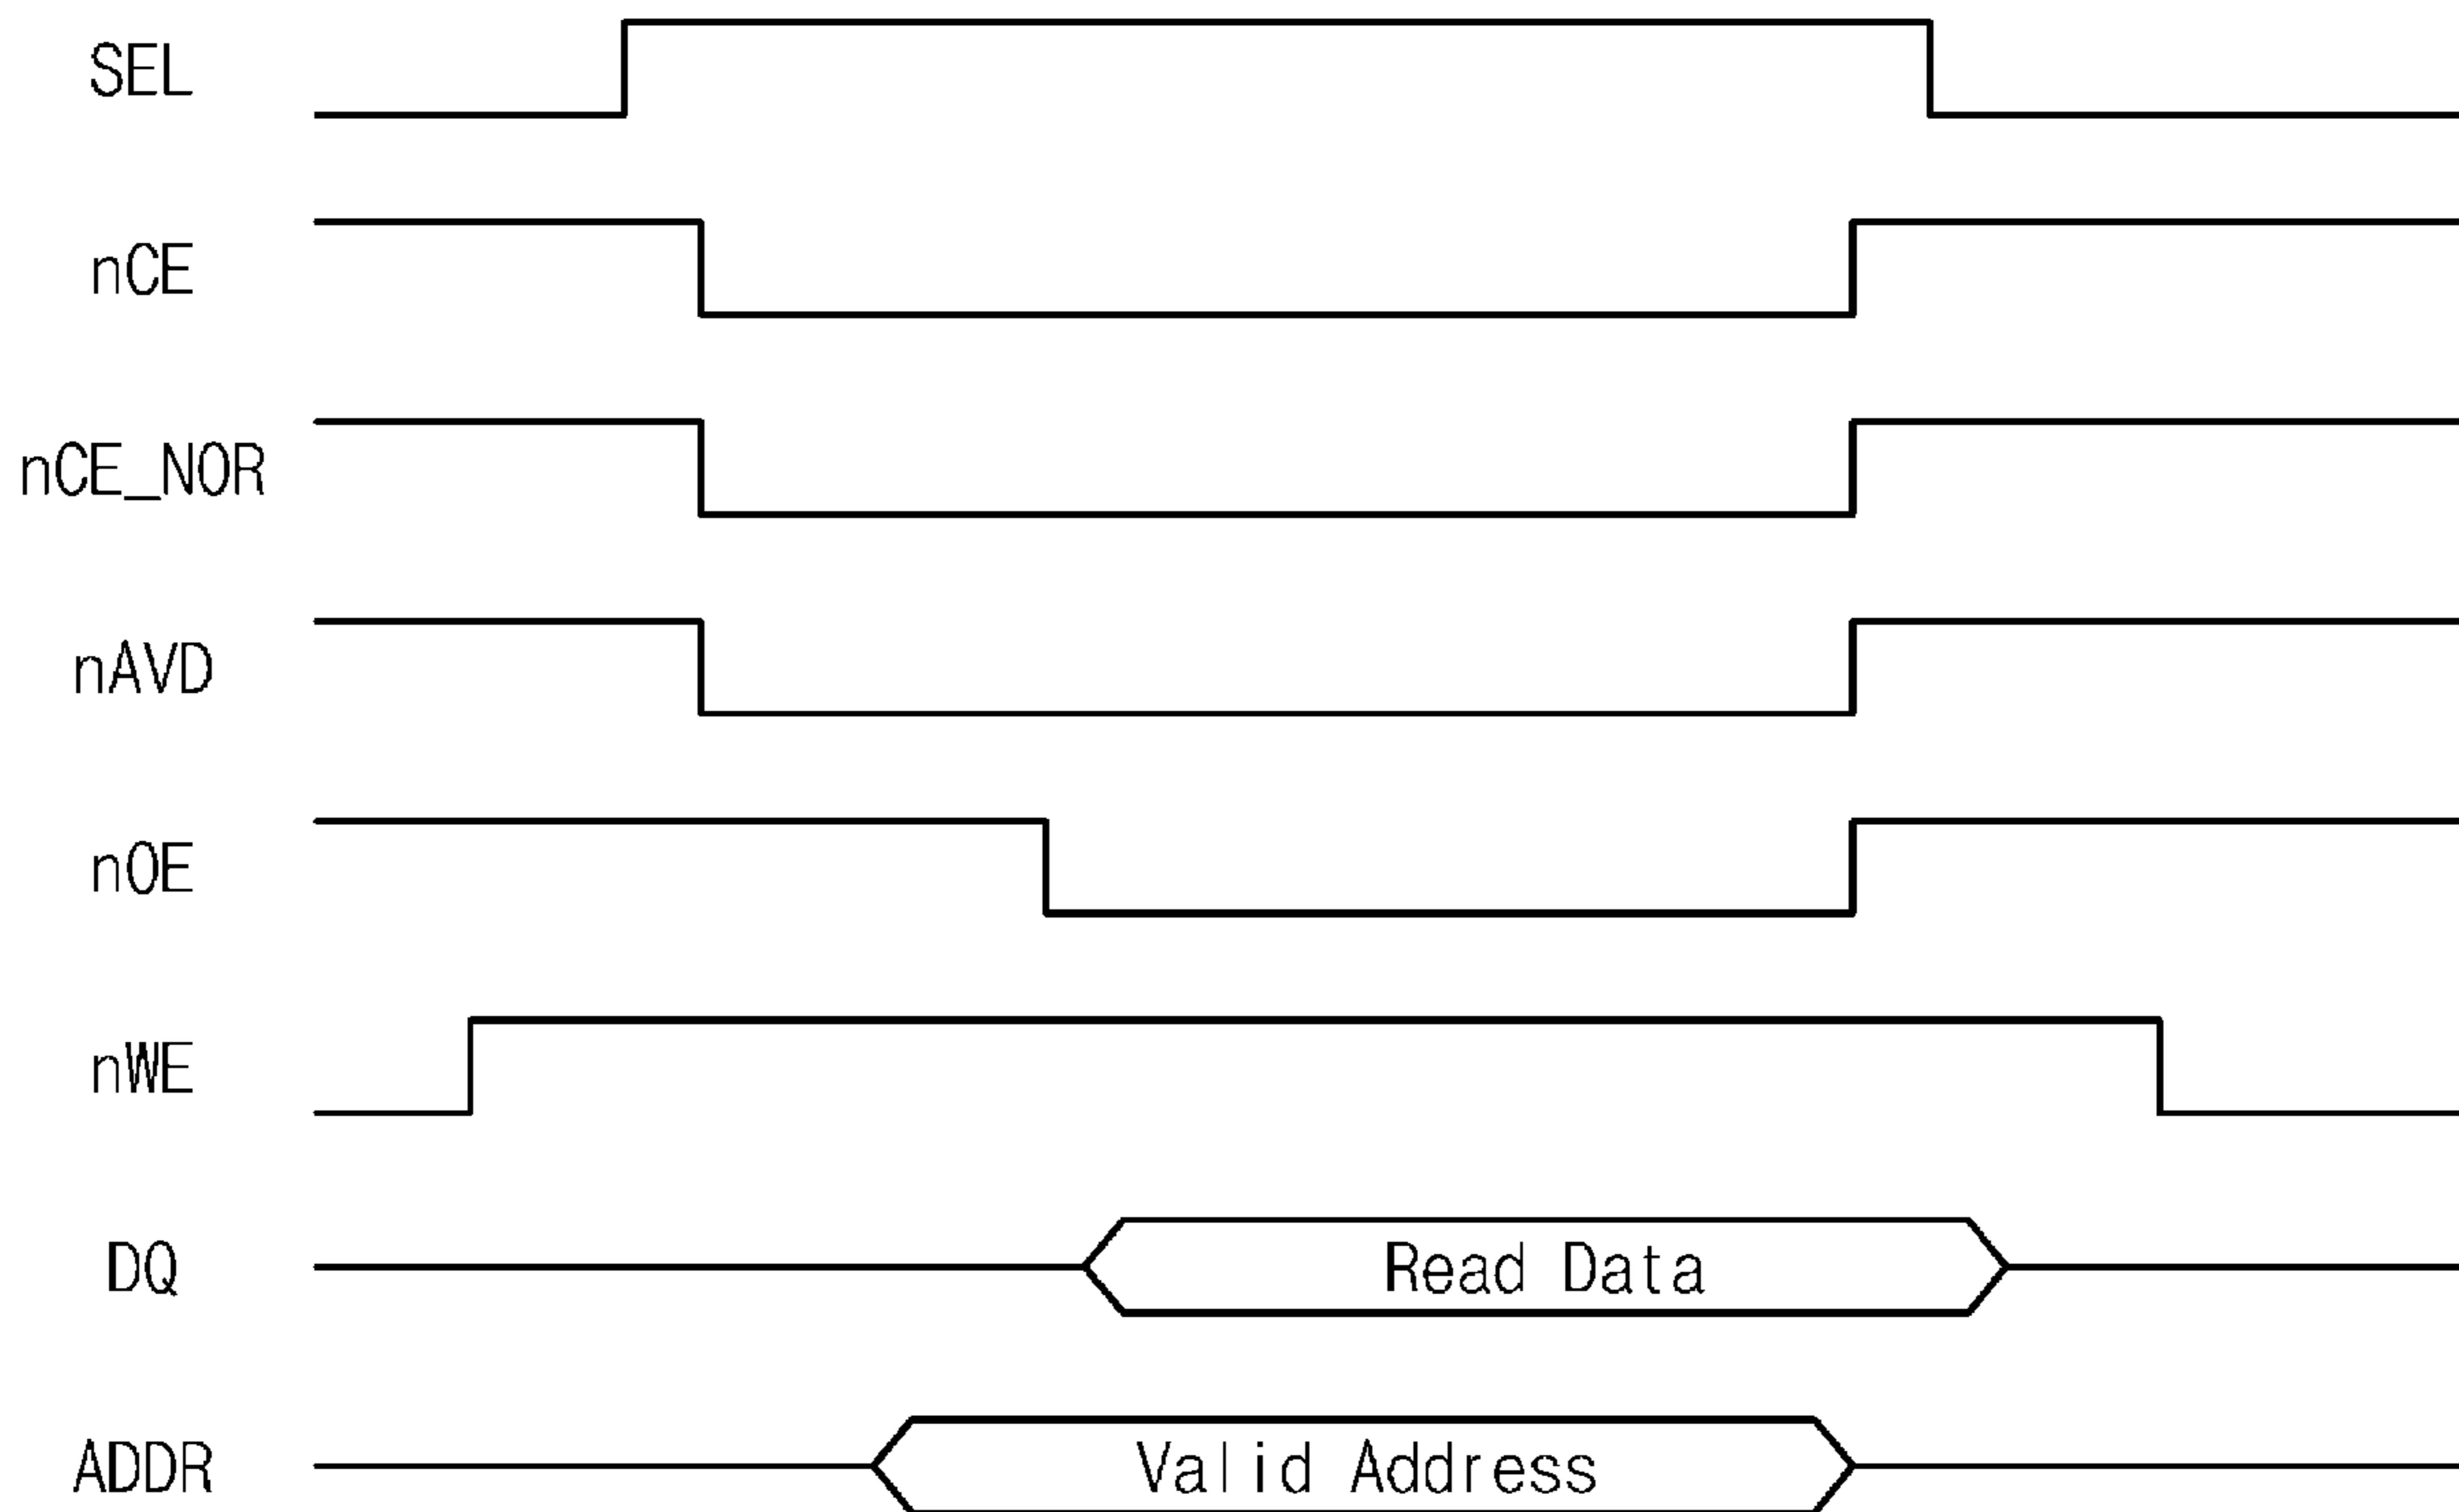 SEL
nCE
nCE_NOR
nAVD
nOE
nWE
DQ
Read Data
ADDR
Valid Address